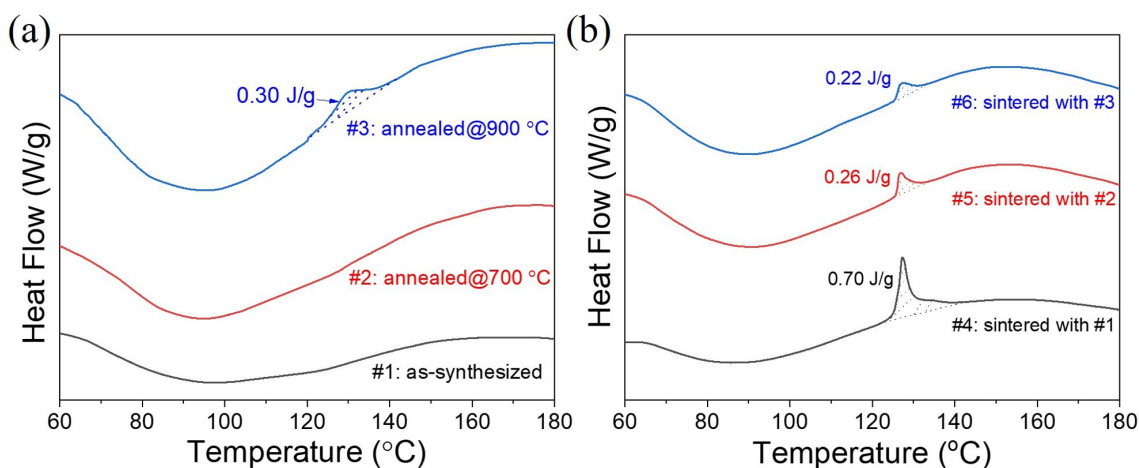 (a)
Heat Flow (W/g)
0.30 J/g
#3: annealed@900 °C
#2: annealed@700 °C
#1: as-synthesized
60 80 100 120 140 160 180
Temperature (°C)
(b)
Heat Flow (W/g)
0.22 J/g
#6: sintered with #3
0.26 J/g
#5: sintered with #2
0.70 J/g
#4: sintered with #1
60 80 100 120 140 160 180
Temperature (°C)